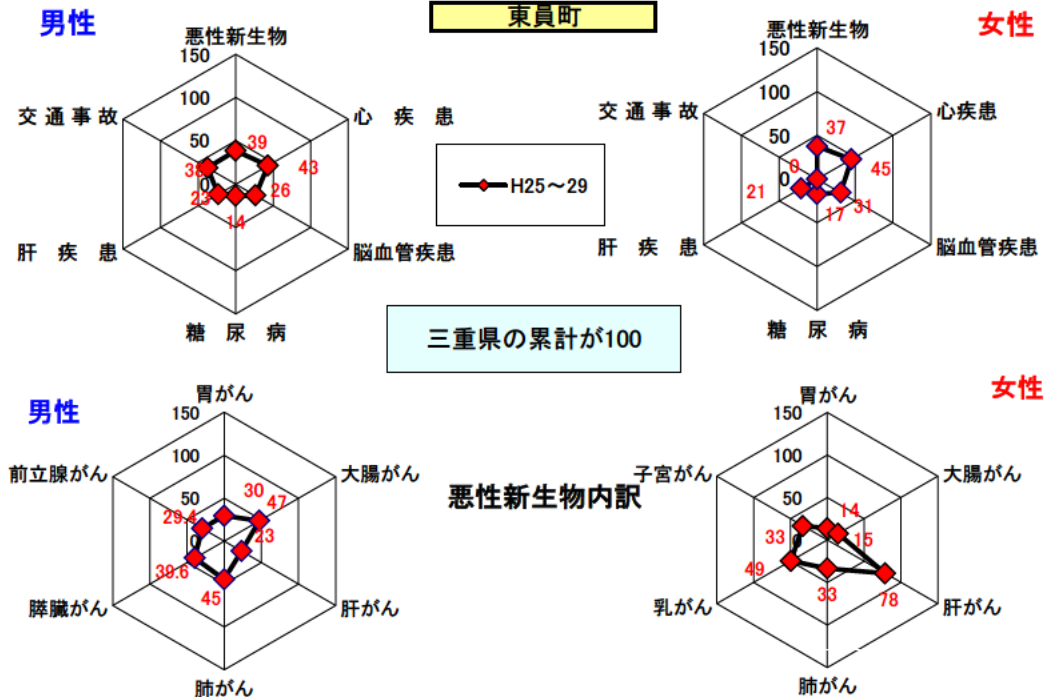 東員町
男性
悪性新生物
150
100
50
0
心 疾 患
脳血管疾患
糖 尿 病
肝 疾 患
交 通 事 故
39
43
26
14
23
38
H25～29
女性
悪性新生物
150
100
50
0
心疾患
脳血管疾患
糖 尿 病
肝 疾 患
交 通 事 故
37
45
31
17
21
0
三重県の累計が100
男性
胃がん
150
100
50
0
大腸がん
肝がん
肺がん
膵臓がん
前立腺がん
30
47
23
45
39.6
29.4
悪性新生物内訳
女性
胃がん
150
100
50
0
大腸がん
肝がん
肺がん
乳がん
子宮がん
14
15
78
33
49
33